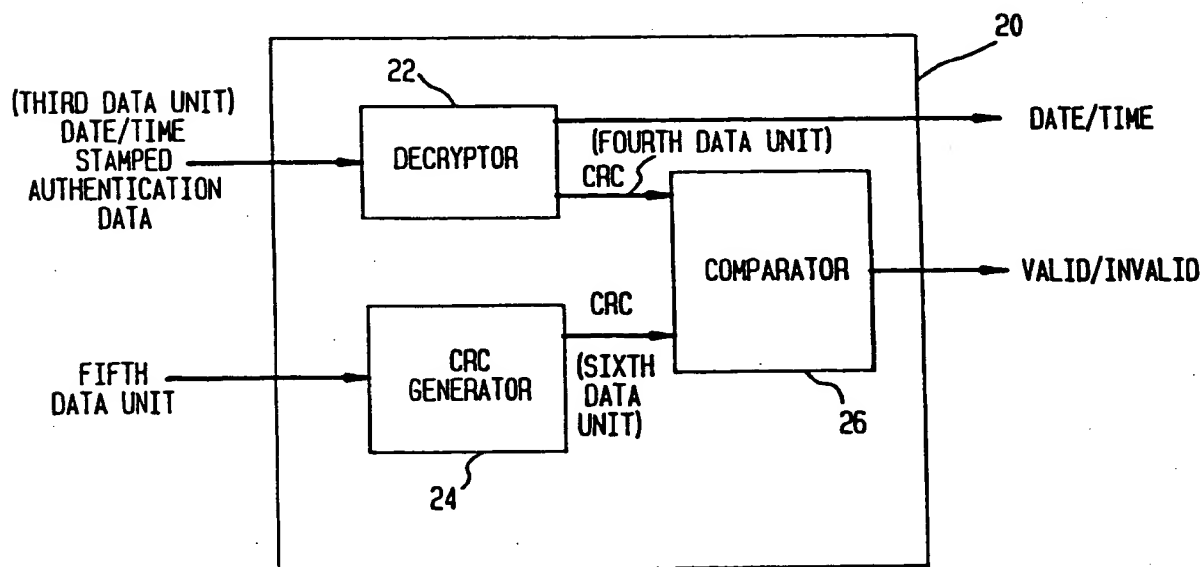 20
22
(THIRD DATA UNIT)
DATE/TIME
STAMPED
AUTHENTICATION
DATA
DECRYPTOR
(FOURTH DATA UNIT)
CRC
DATE/TIME
COMPARATOR
VALID/INVALID
CRC
FIFTH
DATA UNIT
CRC
GENERATOR
(SIXTH
DATA
UNIT)
26
24